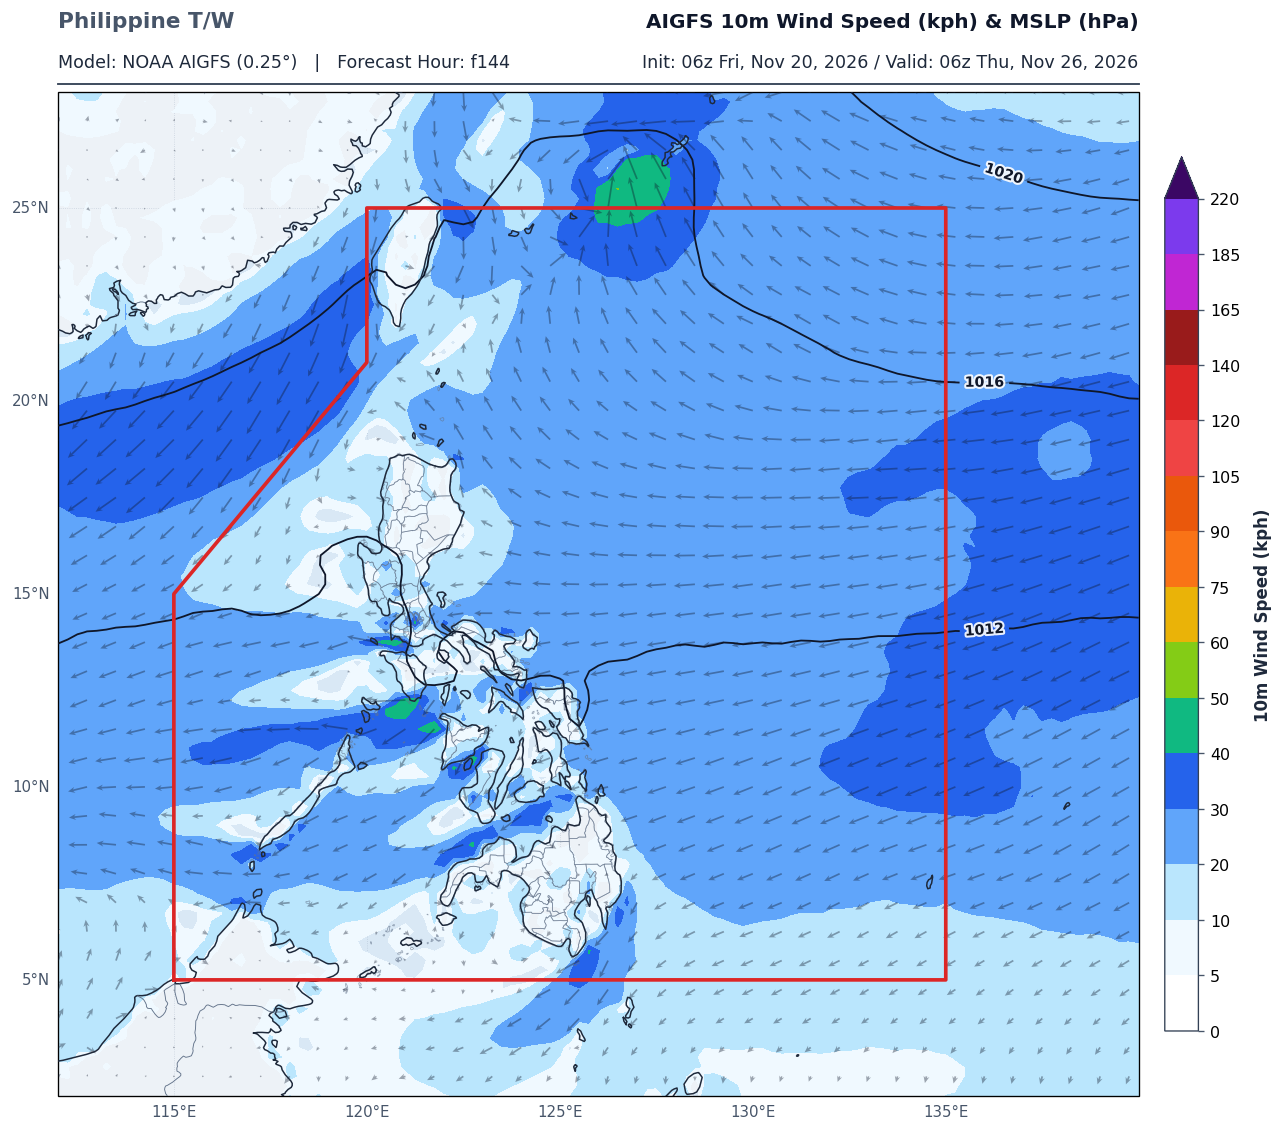 Philippine T/W
AIGFS 10m Wind Speed (kph) & MSLP (hPa)
Model: NOAA AIGFS (0.25°)   |   Forecast Hour: f144
Init: 06z Fri, Nov 20, 2026 / Valid: 06z Thu, Nov 26, 2026
1020
1016
1012
25°N
20°N
15°N
10°N
5°N
115°E
120°E
125°E
130°E
135°E
220
185
165
140
120
105
90
75
60
50
40
30
20
10
5
0
10m Wind Speed (kph)